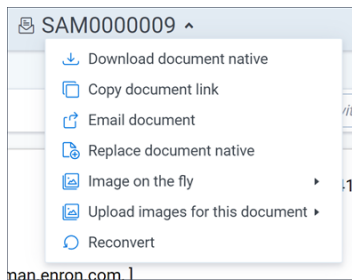 SAM0000009
Download document native
Copy document link
Email document
Replace document native
Image on the fly
Upload images for this document
Reconvert
man.enron.com, ]